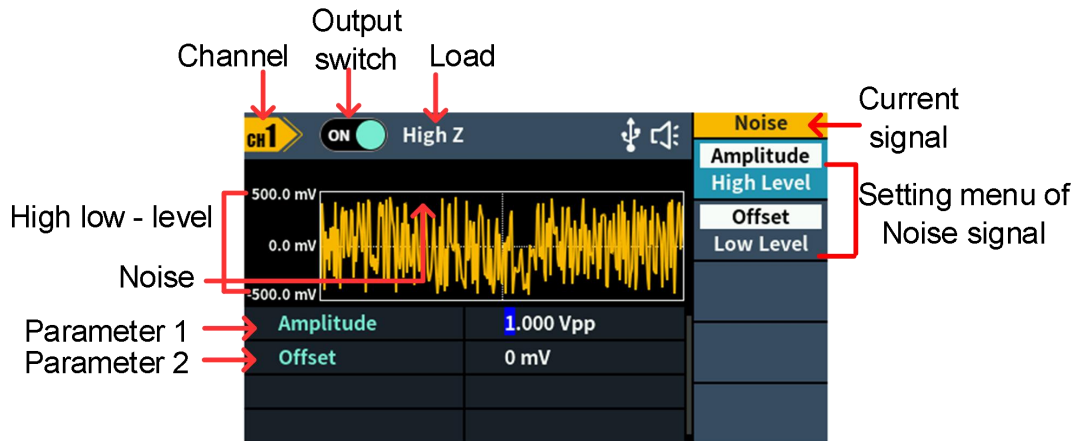 Output
switch
Channel
Load
Current
signal
CH1
ON
High Z
Noise
Amplitude
High Level
Offset
Low Level
Setting menu of
Noise signal
High low - level
500.0 mV
0.0 mV
-500.0 mV
Noise
Parameter 1
Amplitude
1.000 Vpp
Parameter 2
Offset
0 mV